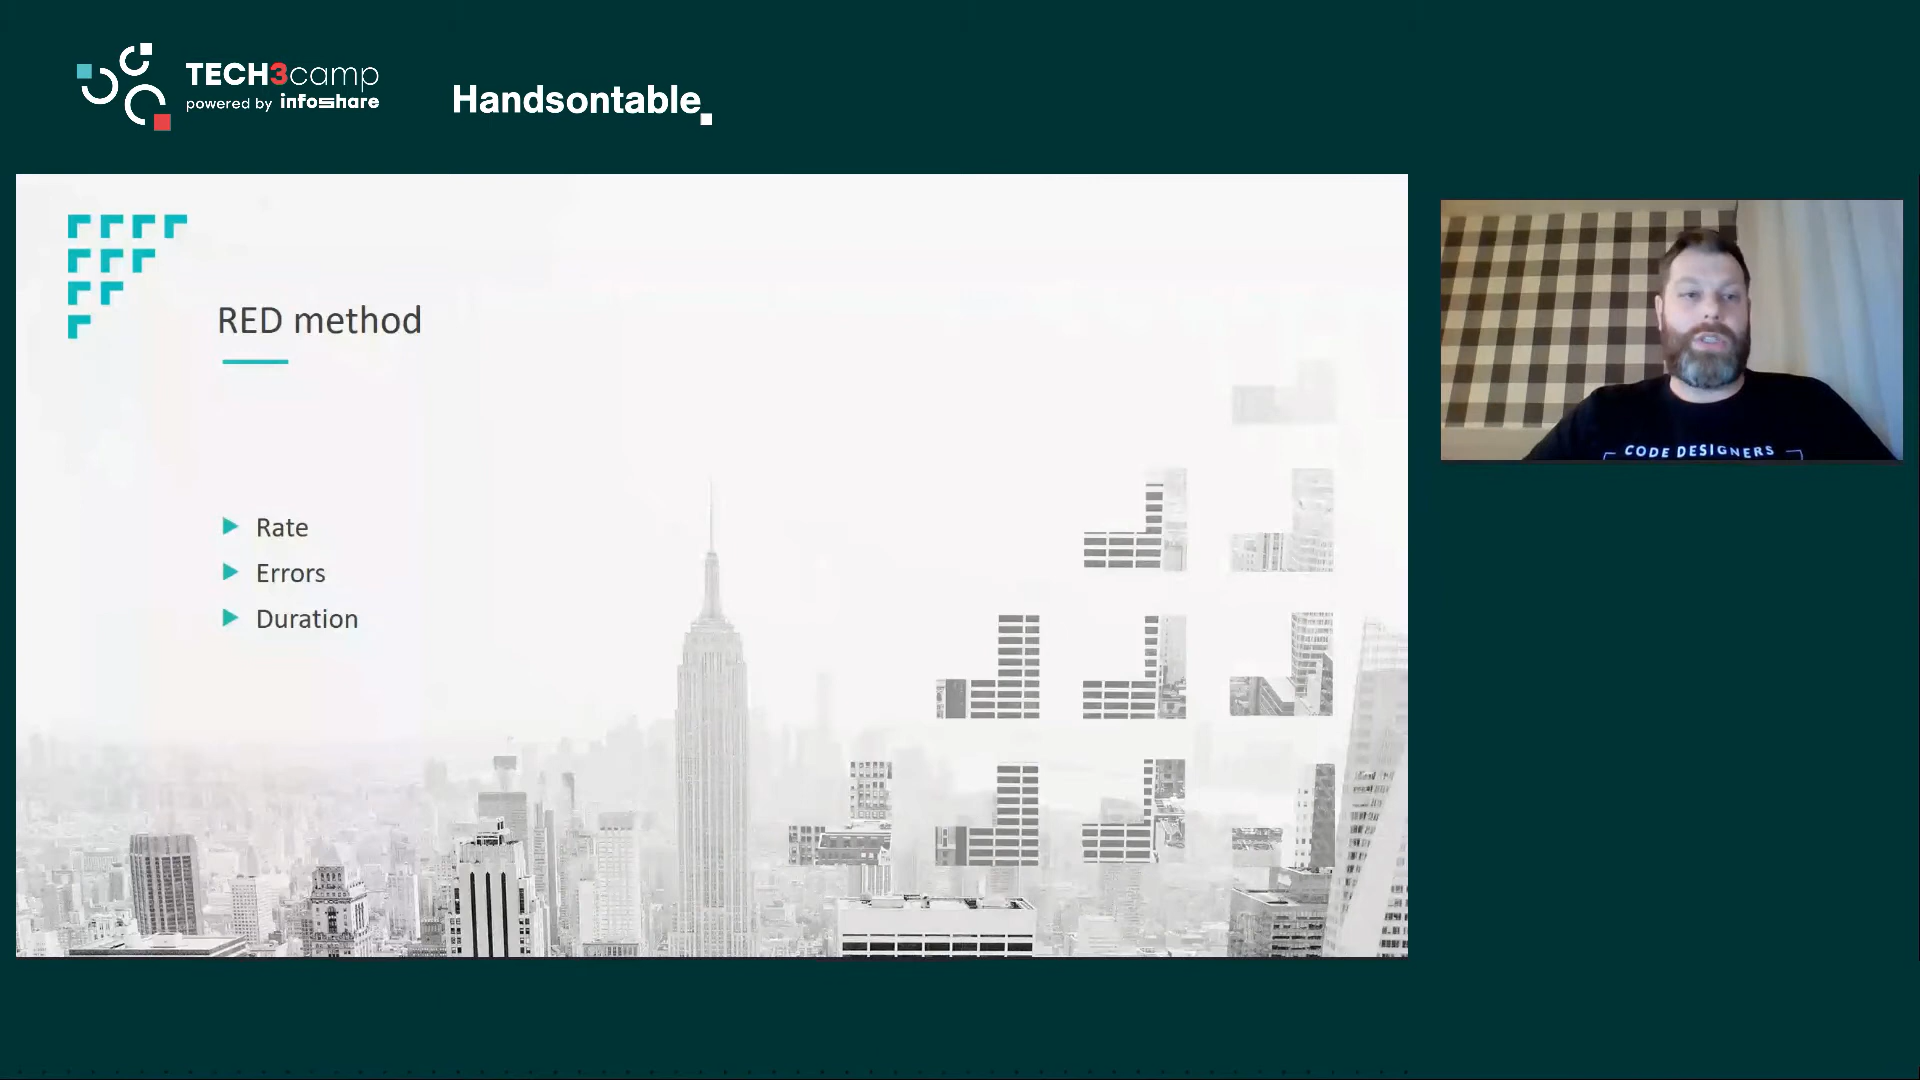 TECH3camp
powered by infoshare
Handsontable
RED method
Rate
Errors
Duration
CODE DESIGNERS